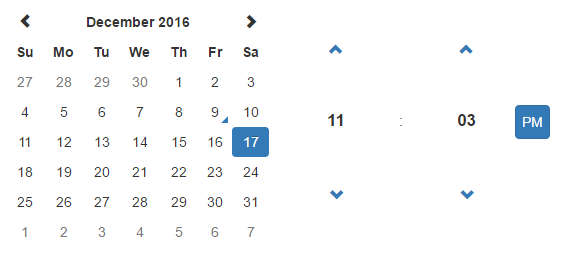 December 2016
Su Mo Tu We Th Fr Sa
27 28 29 30 1 2 3
4 5 6 7 8 9 10
11 12 13 14 15 16 17
18 19 20 21 22 23 24
25 26 27 28 29 30 31
1 2 3 4 5 6 7
11 : 03 PM